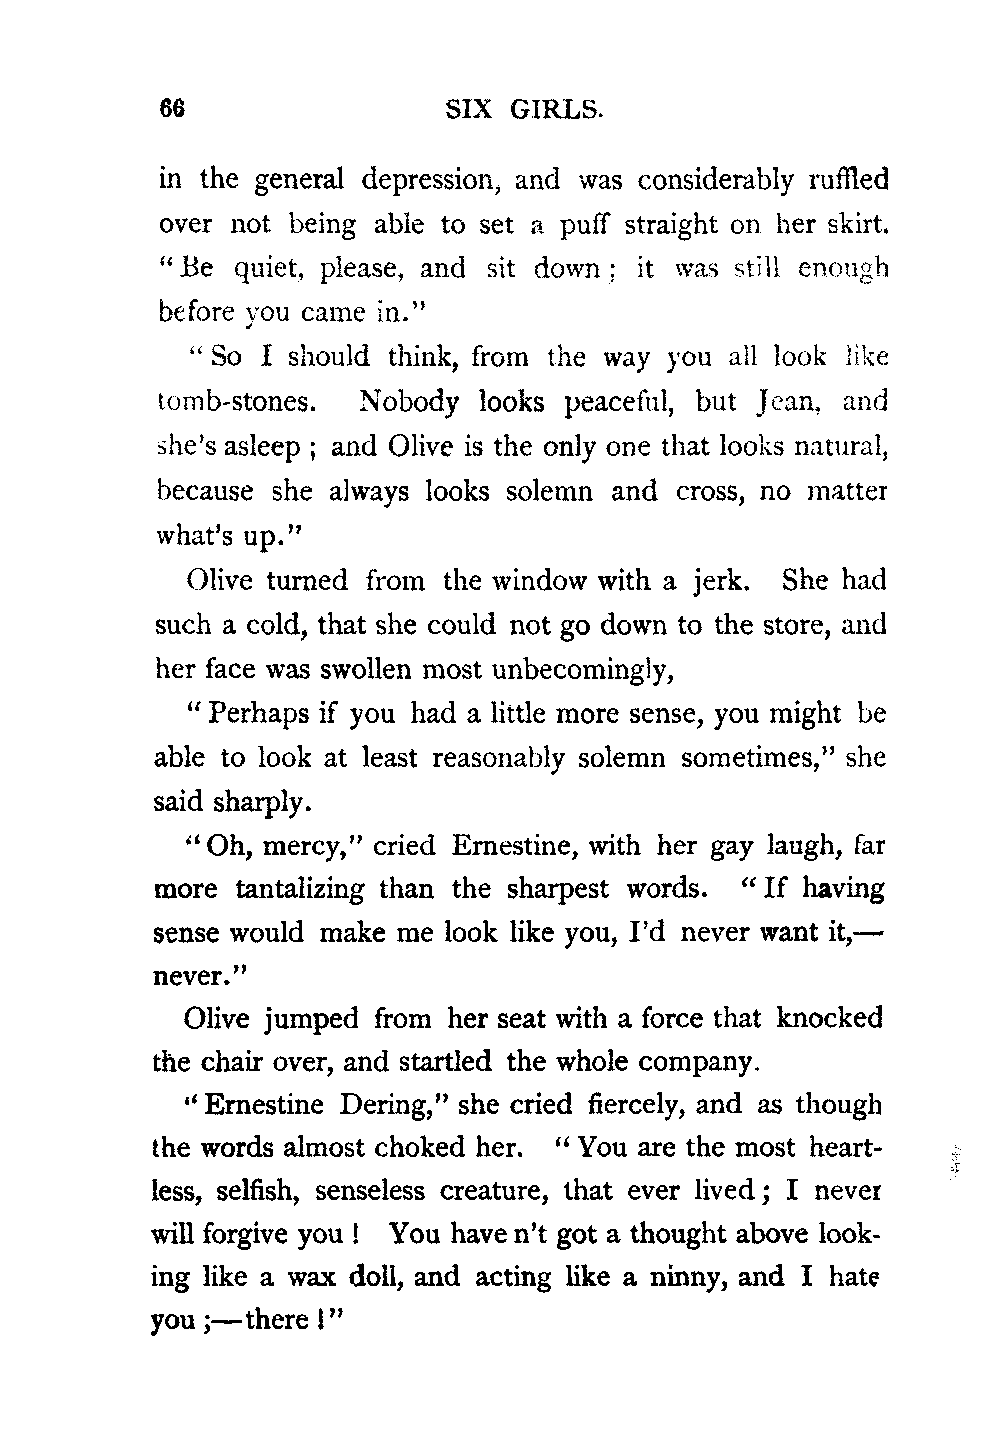 66 SIX GIRLS.
in the general depression, and was considerably ruffled
over not being able to set a puff straight on her skirt.
"Be quiet, please, and sit down; it was still enough
before you came in."
"So I should think, from the way you all look like
tomb-stones. Nobody looks peaceful, but Jean, and
she's asleep; and Olive is the only one that looks natural,
because she always looks solemn and cross, no matter
what's up."
Olive turned from the window with a jerk. She had
such a cold, that she could not go down to the store, and
her face was swollen most unbecomingly,
"Perhaps if you had a little more sense, you might be
able to look at least reasonably solemn sometimes," she
said sharply.
"Oh, mercy," cried Ernestine, with her gay laugh, far
more tantalizing than the sharpest words. "If having
sense would make me look like you, I'd never want it,—
never."
Olive jumped from her seat with a force that knocked
the chair over, and startled the whole company.
"Ernestine Dering," she cried fiercely, and as though
the words almost choked her. "You are the most heart-
less, selfish, senseless creature, that ever lived; I never
will forgive you! You have n't got a thought above look-
ing like a wax doll, and acting like a ninny, and I hate
you;—there!"